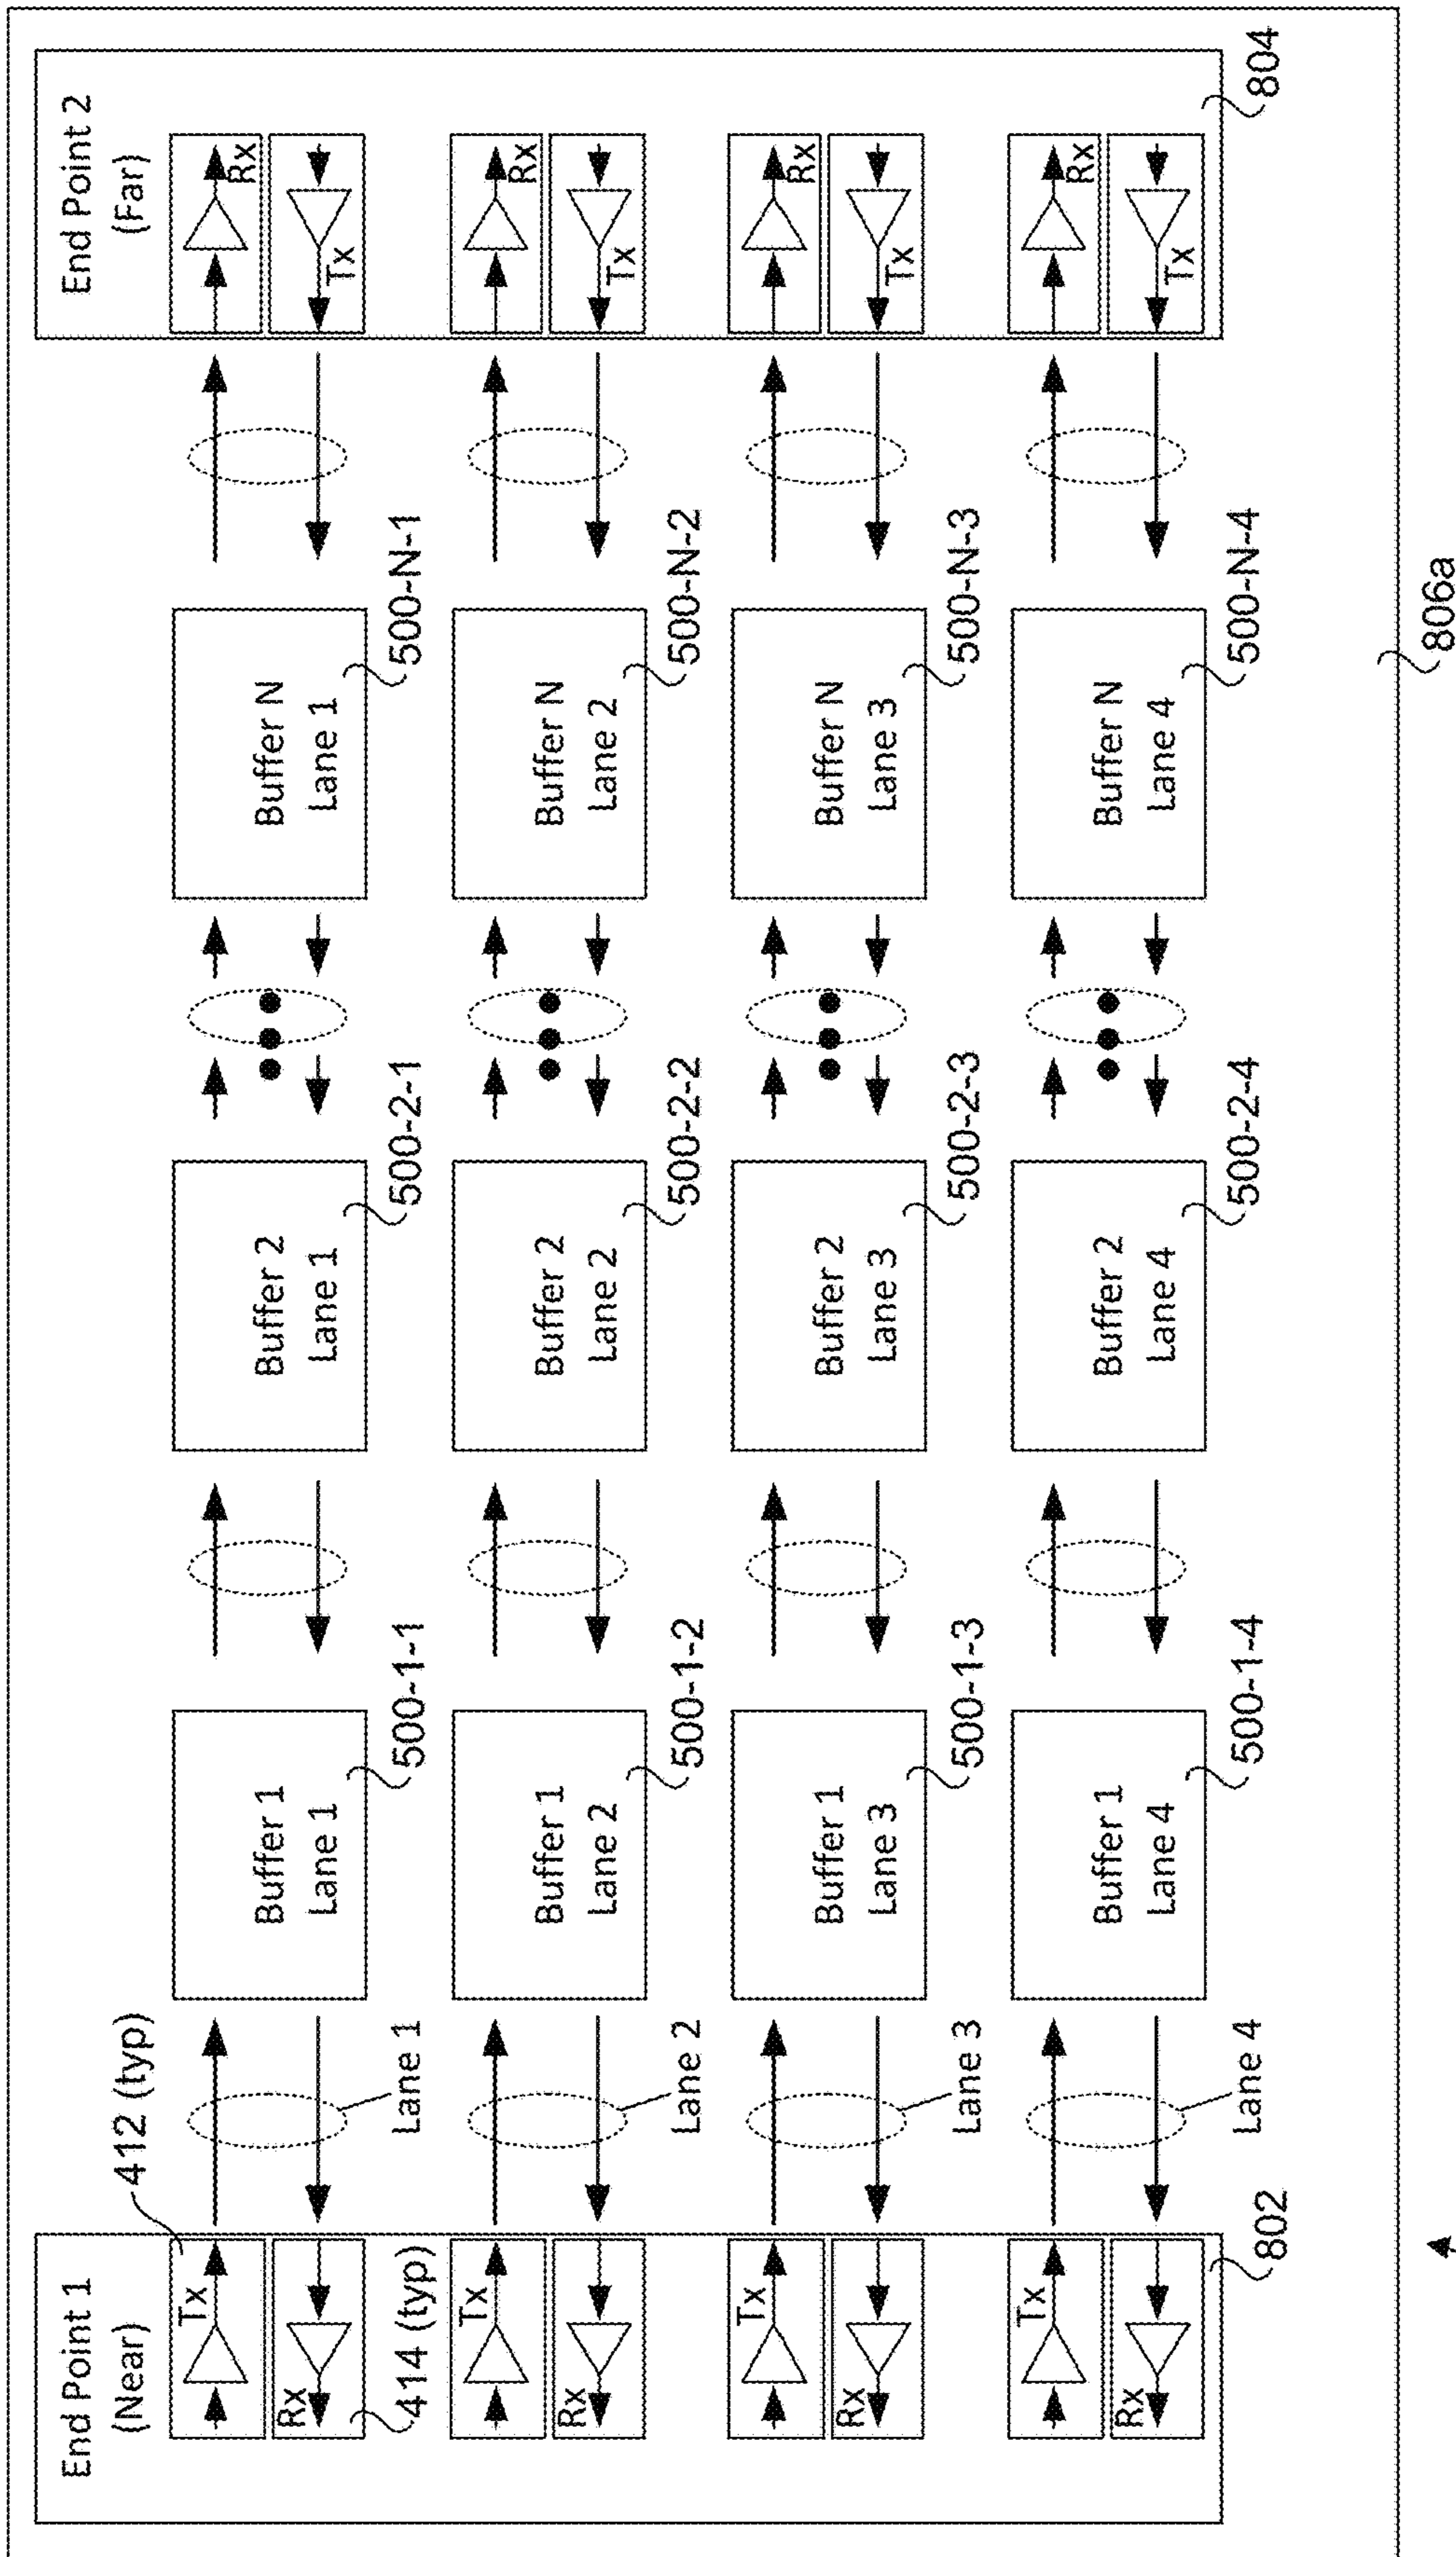 End Point 1
(Near)
412 (typ)
End Point 2
(Far)
Tx
Rx
414 (typ)
Lane 1
Buffer 1
Lane 1
500-1-1
Buffer 2
Lane 1
500-2-1
Buffer N
Lane 1
500-N-1
Rx
Tx
Tx
Rx
Lane 2
Buffer 1
Lane 2
500-1-2
Buffer 2
Lane 2
500-2-2
Buffer N
Lane 2
500-N-2
Rx
Tx
Tx
Rx
Lane 3
Buffer 1
Lane 3
500-1-3
Buffer 2
Lane 3
500-2-3
Buffer N
Lane 3
500-N-3
Rx
Tx
Tx
Rx
Lane 4
Buffer 1
Lane 4
500-1-4
Buffer 2
Lane 4
500-2-4
Buffer N
Lane 4
500-N-4
Rx
Tx
802
804
806a